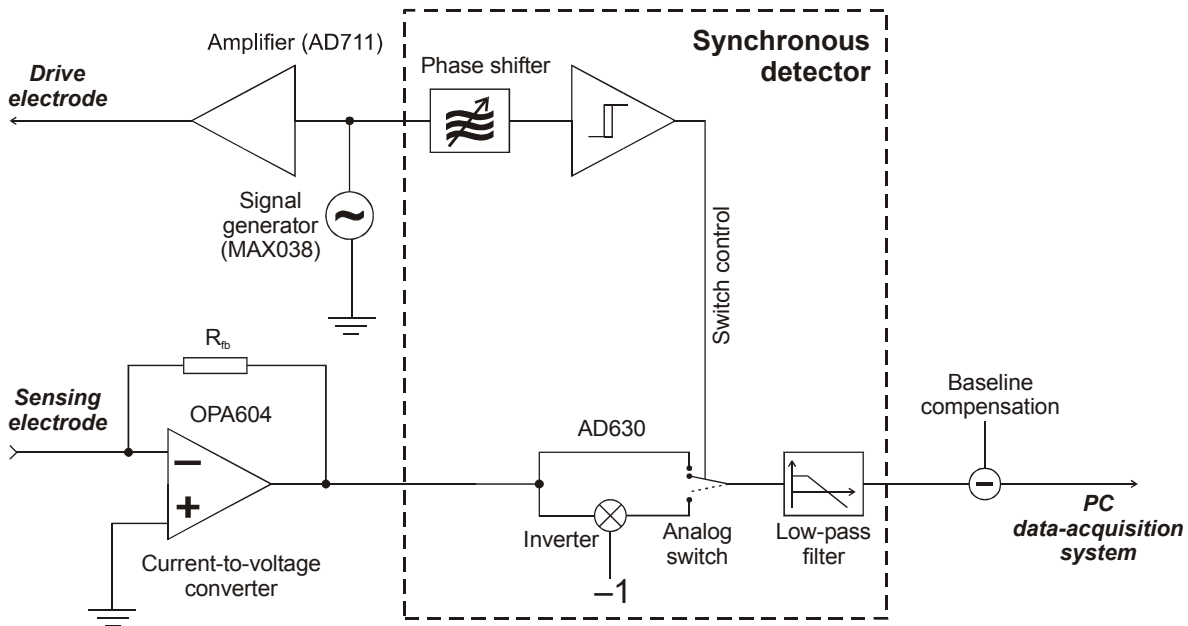 Synchronous
detector
Amplifier (AD711)
Drive
electrode
Phase shifter
Signal
generator
(MAX038)
Switch control
Rfb
Sensing
electrode
OPA604
Current-to-voltage
converter
AD630
Inverter
–1
Analog
switch
Low-pass
filter
Baseline
compensation
PC
data-acquisition
system